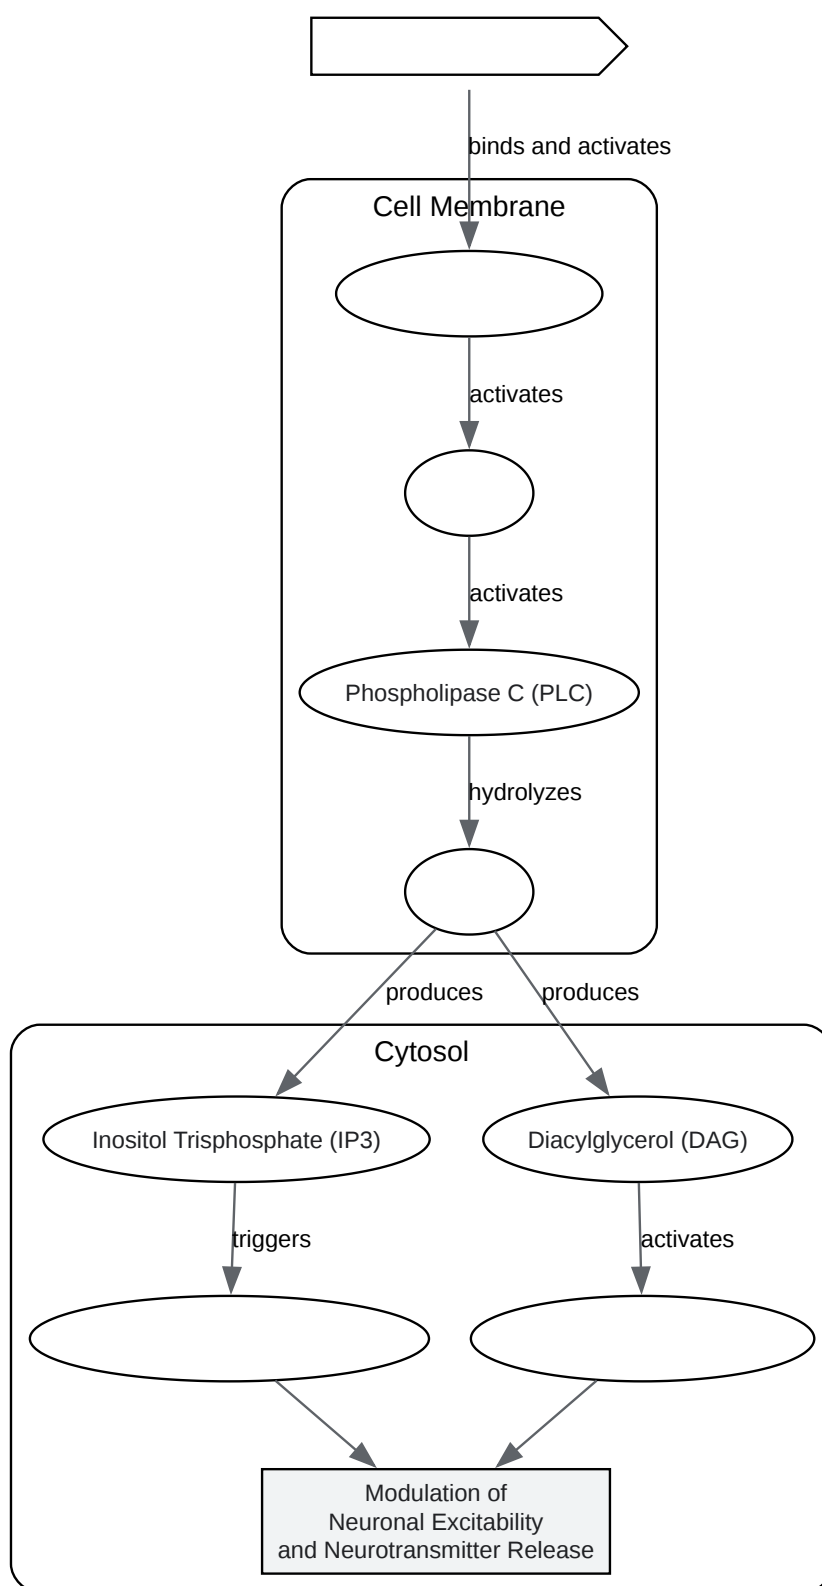 binds and activates
Cell Membrane
activates
activates
Phospholipase C (PLC)
hydrolyzes
produces
produces
Cytosol
Inositol Trisphosphate (IP3)
Diacylglycerol (DAG)
triggers
activates
Modulation of
Neuronal Excitability
and Neurotransmitter Release